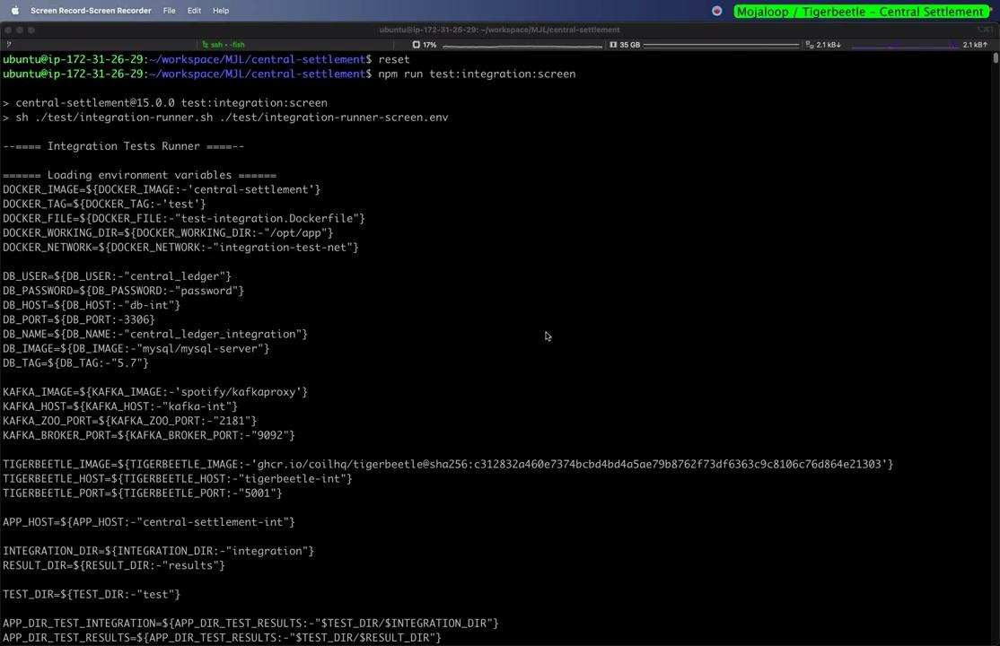 Screen Record-Screen Recorder File Edit Help
Mojaloop / Tigerbeetle – Central Settlement
ubuntu@ip-172-31-26-29: ~/workspace/MJL/central-settlement
ssh - -fish 17% 35 GB 2.1 kB↓ 2.1 kB↑
ubuntu@ip-172-31-26-29:~/workspace/MJL/central-settlement$ reset
ubuntu@ip-172-31-26-29:~/workspace/MJL/central-settlement$ npm run test:integration:screen
> central-settlement@15.0.0 test:integration:screen
> sh ./test/integration-runner.sh ./test/integration-runner-screen.env
--==== Integration Tests Runner ====--
====== Loading environment variables ======
DOCKER_IMAGE=${DOCKER_IMAGE:-'central-settlement'}
DOCKER_TAG=${DOCKER_TAG:-'test'}
DOCKER_FILE=${DOCKER_FILE:-"test-integration.Dockerfile"}
DOCKER_WORKING_DIR=${DOCKER_WORKING_DIR:-"/opt/app"}
DOCKER_NETWORK=${DOCKER_NETWORK:-"integration-test-net"}
DB_USER=${DB_USER:-"central_ledger"}
DB_PASSWORD=${DB_PASSWORD:-"password"}
DB_HOST=${DB_HOST:-"db-int"}
DB_PORT=${DB_PORT:-3306}
DB_NAME=${DB_NAME:-"central_ledger_integration"}
DB_IMAGE=${DB_IMAGE:-"mysql/mysql-server"}
DB_TAG=${DB_TAG:-"5.7"}
KAFKA_IMAGE=${KAFKA_IMAGE:-'spotify/kafkaproxy'}
KAFKA_HOST=${KAFKA_HOST:-"kafka-int"}
KAFKA_ZOO_PORT=${KAFKA_ZOO_PORT:-"2181"}
KAFKA_BROKER_PORT=${KAFKA_BROKER_PORT:-"9092"}
TIGERBEETLE_IMAGE=${TIGERBEETLE_IMAGE:-'ghcr.io/coilhq/tigerbeetle@sha256:c312832a460e7374bcbd4bd4a5ae79b8762f73df6363c9c8106c76d864e21303'}
TIGERBEETLE_HOST=${TIGERBEETLE_HOST:-"tigerbeetle-int"}
TIGERBEETLE_PORT=${TIGERBEETLE_PORT:-"5001"}
APP_HOST=${APP_HOST:-"central-settlement-int"}
INTEGRATION_DIR=${INTEGRATION_DIR:-"integration"}
RESULT_DIR=${RESULT_DIR:-"results"}
TEST_DIR=${TEST_DIR:-"test"}
APP_DIR_TEST_INTEGRATION=${APP_DIR_TEST_RESULTS:-"$TEST_DIR/$INTEGRATION_DIR"}
APP_DIR_TEST_RESULTS=${APP_DIR_TEST_RESULTS:-"$TEST_DIR/$RESULT_DIR"}